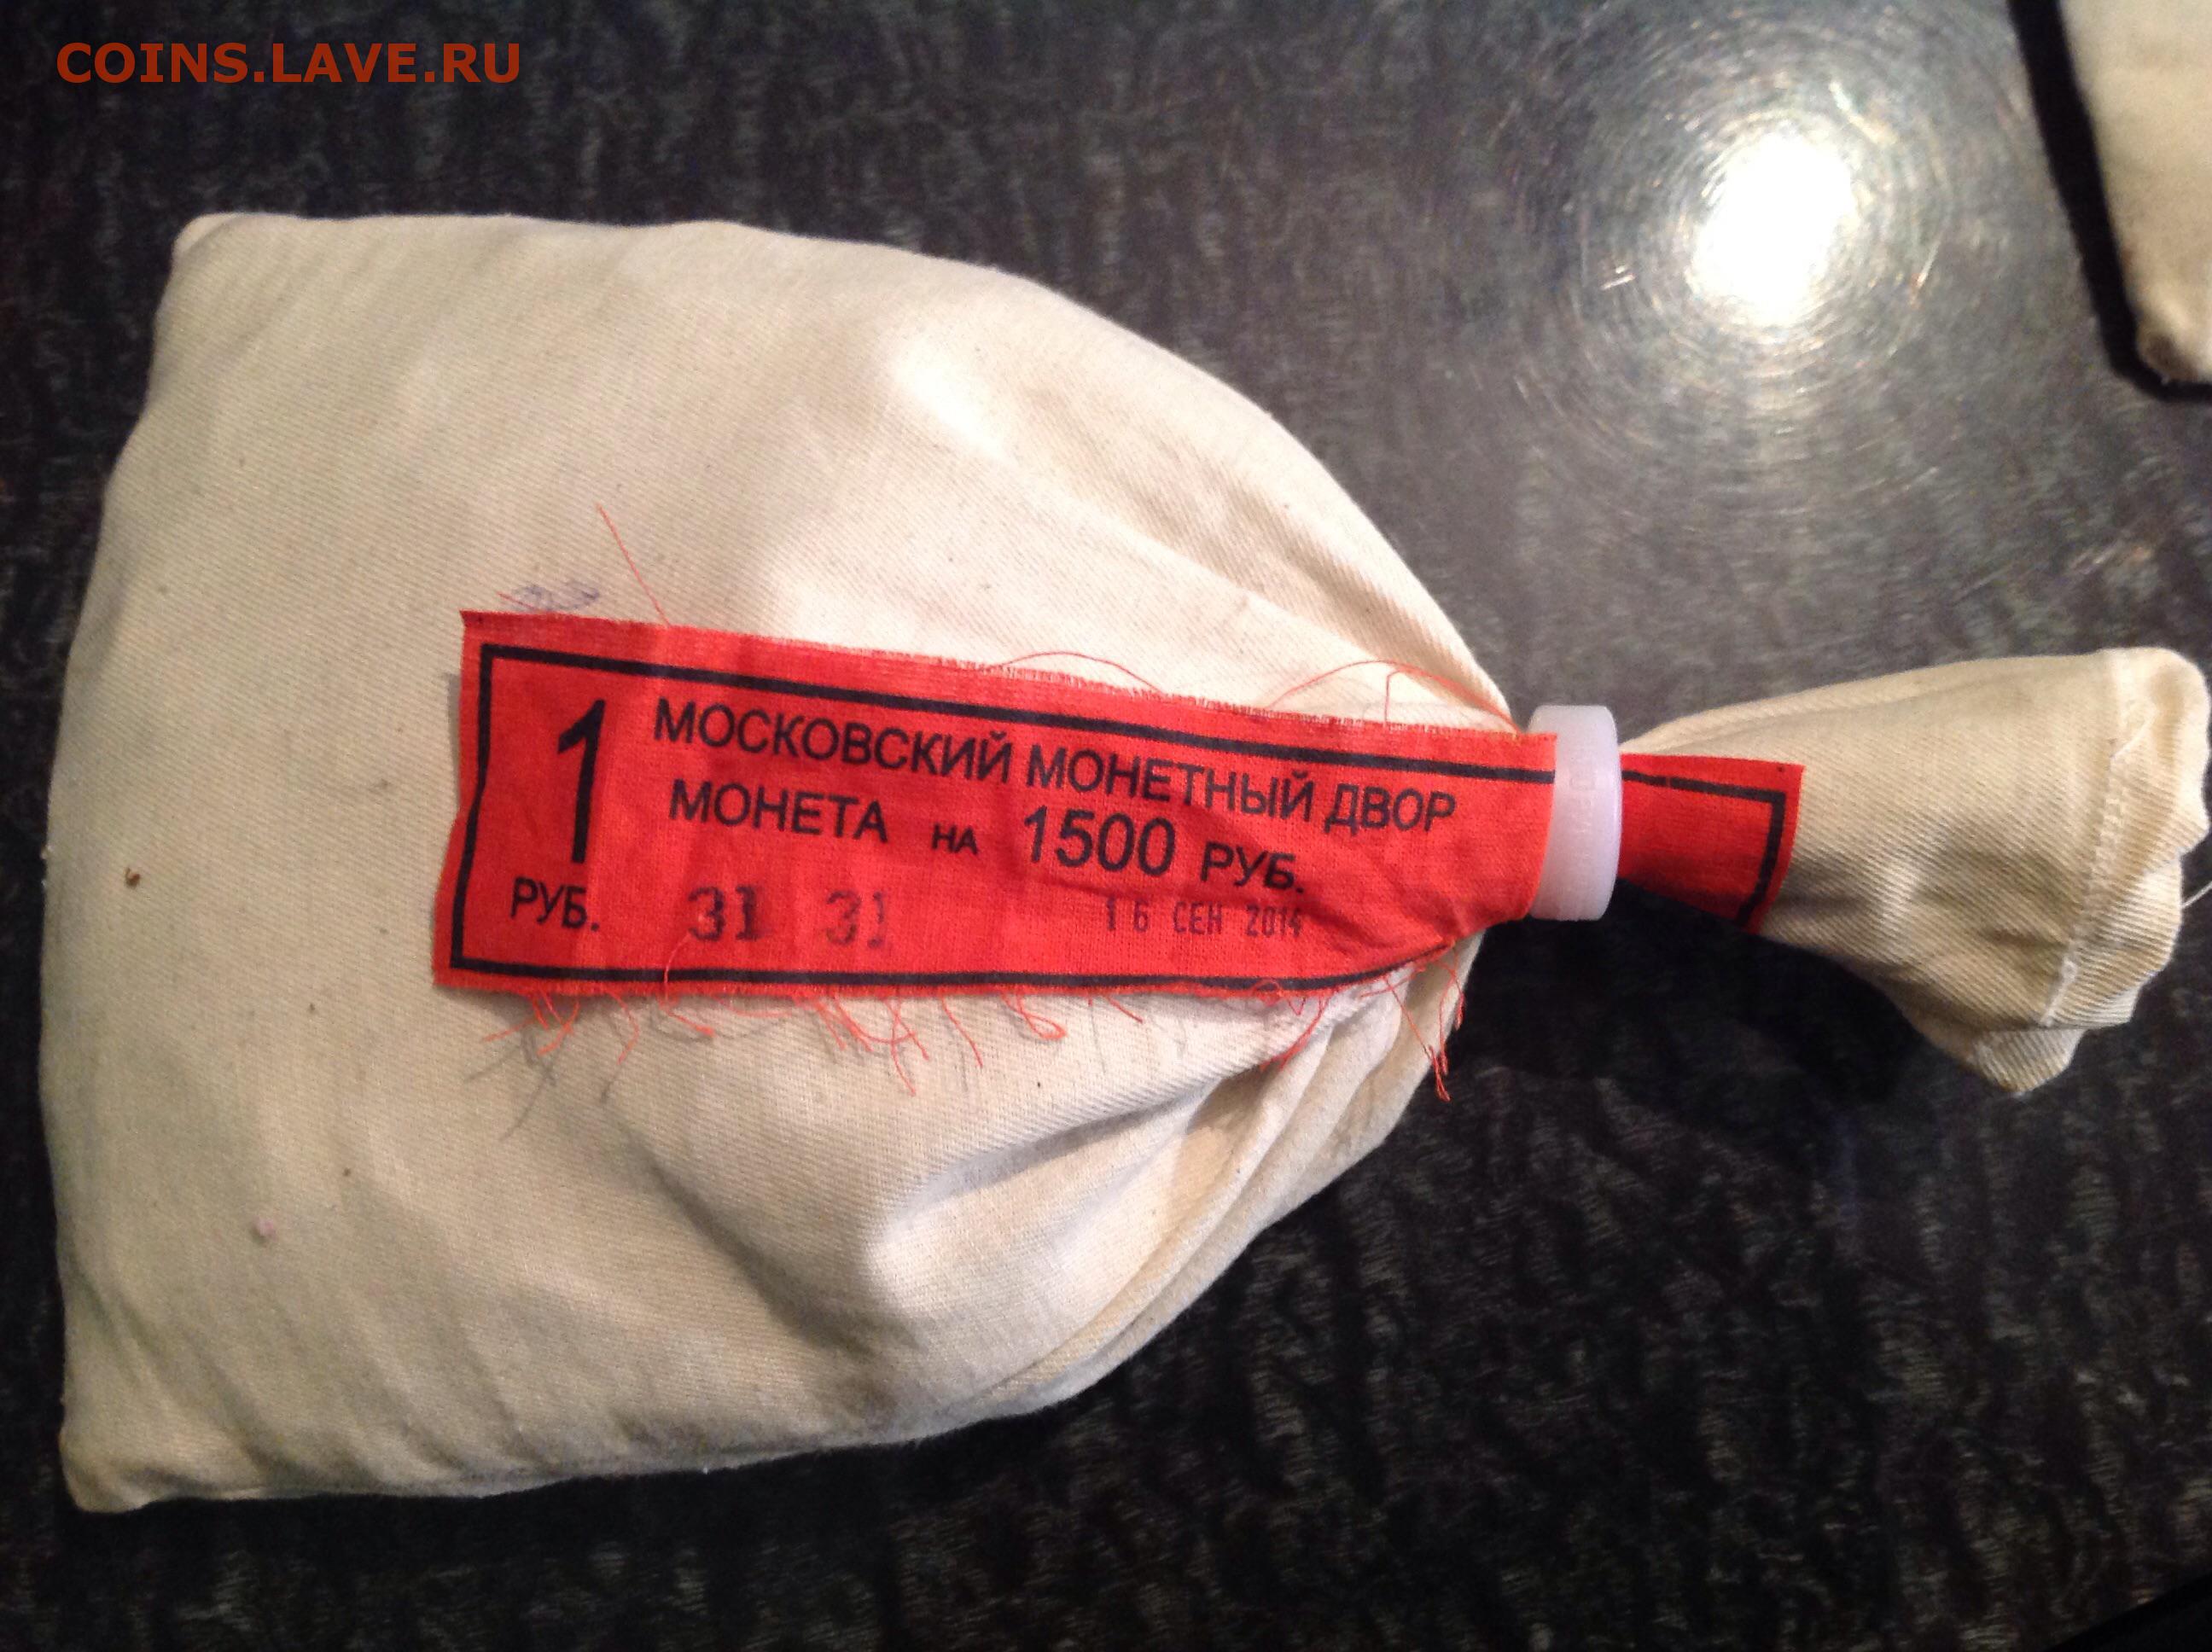 COINS.LAVE.RU
1 РУБ.
МОСКОВСКИЙ МОНЕТНЫЙ ДВОР
МОНЕТА НА 1500 РУБ.
31 31 16 СЕН 2014